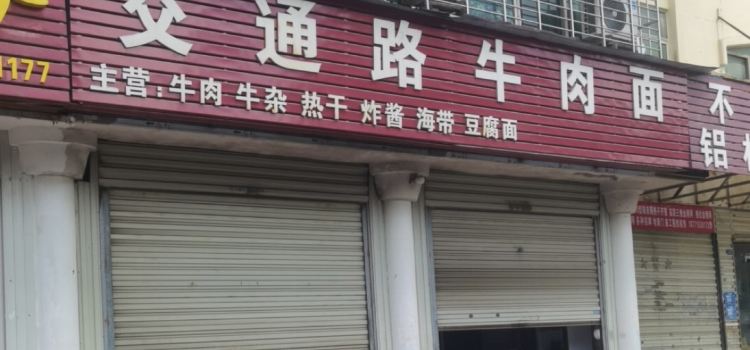 1177
交通路牛肉面
主营:牛肉 牛杂 热干 炸酱 海带 豆腐面
不
铝